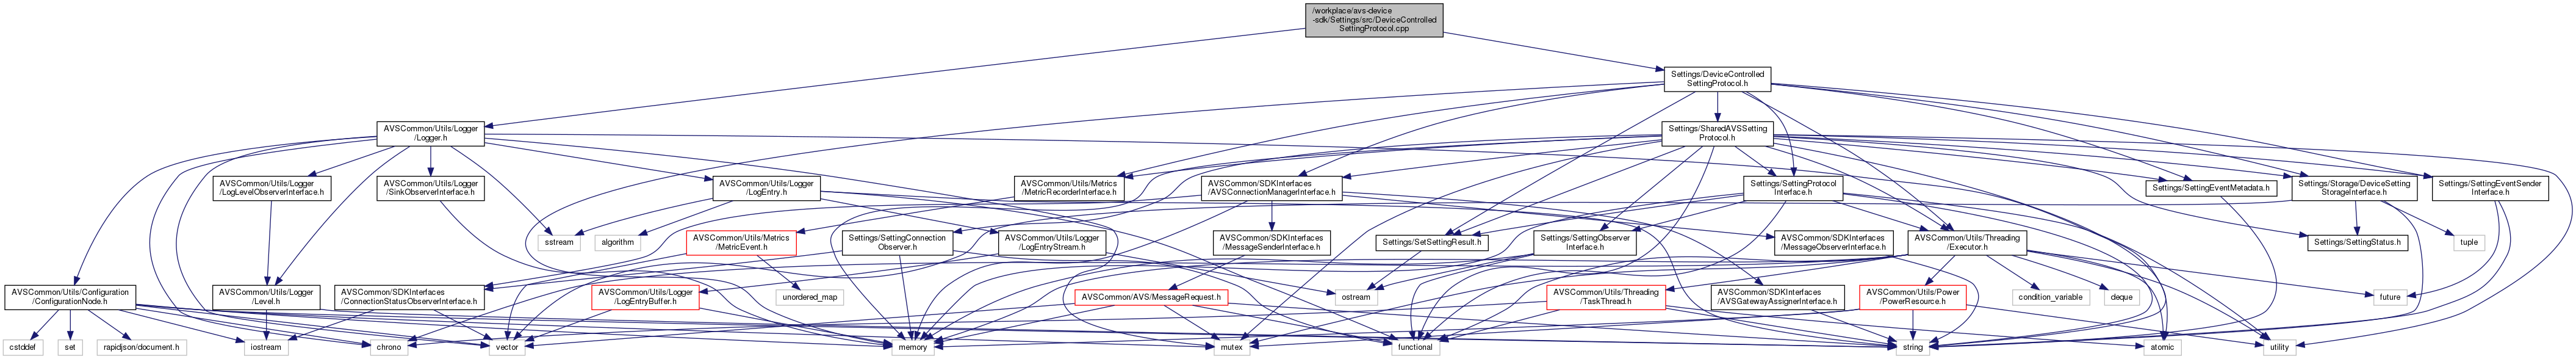 /workplace/avs-device
-sdk/Settings/src/DeviceControlled
SettingProtocol.cpp
Settings/DeviceControlled
SettingProtocol.h
AVSCommon/Utils/Logger
/Logger.h
Settings/SharedAVSSetting
Protocol.h
AVSCommon/Utils/Logger
/LogLevelObserverInterface.h
AVSCommon/Utils/Logger
/SinkObserverInterface.h
AVSCommon/Utils/Logger
/LogEntry.h
AVSCommon/Utils/Metrics
/MetricRecorderInterface.h
AVSCommon/SDKInterfaces
/AVSConnectionManagerInterface.h
Settings/SettingProtocol
Interface.h
Settings/SettingEventMetadata.h
Settings/Storage/DeviceSetting
StorageInterface.h
Settings/SettingEventSender
Interface.h
sstream
algorithm
AVSCommon/Utils/Metrics
/MetricEvent.h
Settings/SettingConnection
Observer.h
AVSCommon/Utils/Logger
/LogEntryStream.h
AVSCommon/SDKInterfaces
/MessageSenderInterface.h
Settings/SetSettingResult.h
Settings/SettingObserver
Interface.h
AVSCommon/SDKInterfaces
/MessageObserverInterface.h
AVSCommon/Utils/Threading
/Executor.h
Settings/SettingStatus.h
tuple
AVSCommon/Utils/Configuration
/ConfigurationNode.h
AVSCommon/Utils/Logger
/Level.h
AVSCommon/SDKInterfaces
/ConnectionStatusObserverInterface.h
AVSCommon/Utils/Logger
/LogEntryBuffer.h
unordered_map
AVSCommon/AVS/MessageRequest.h
ostream
AVSCommon/Utils/Threading
/TaskThread.h
AVSCommon/SDKInterfaces
/AVSGatewayAssignerInterface.h
AVSCommon/Utils/Power
/PowerResource.h
condition_variable
deque
future
cstddef
set
rapidjson/document.h
iostream
chrono
vector
memory
mutex
functional
string
atomic
utility